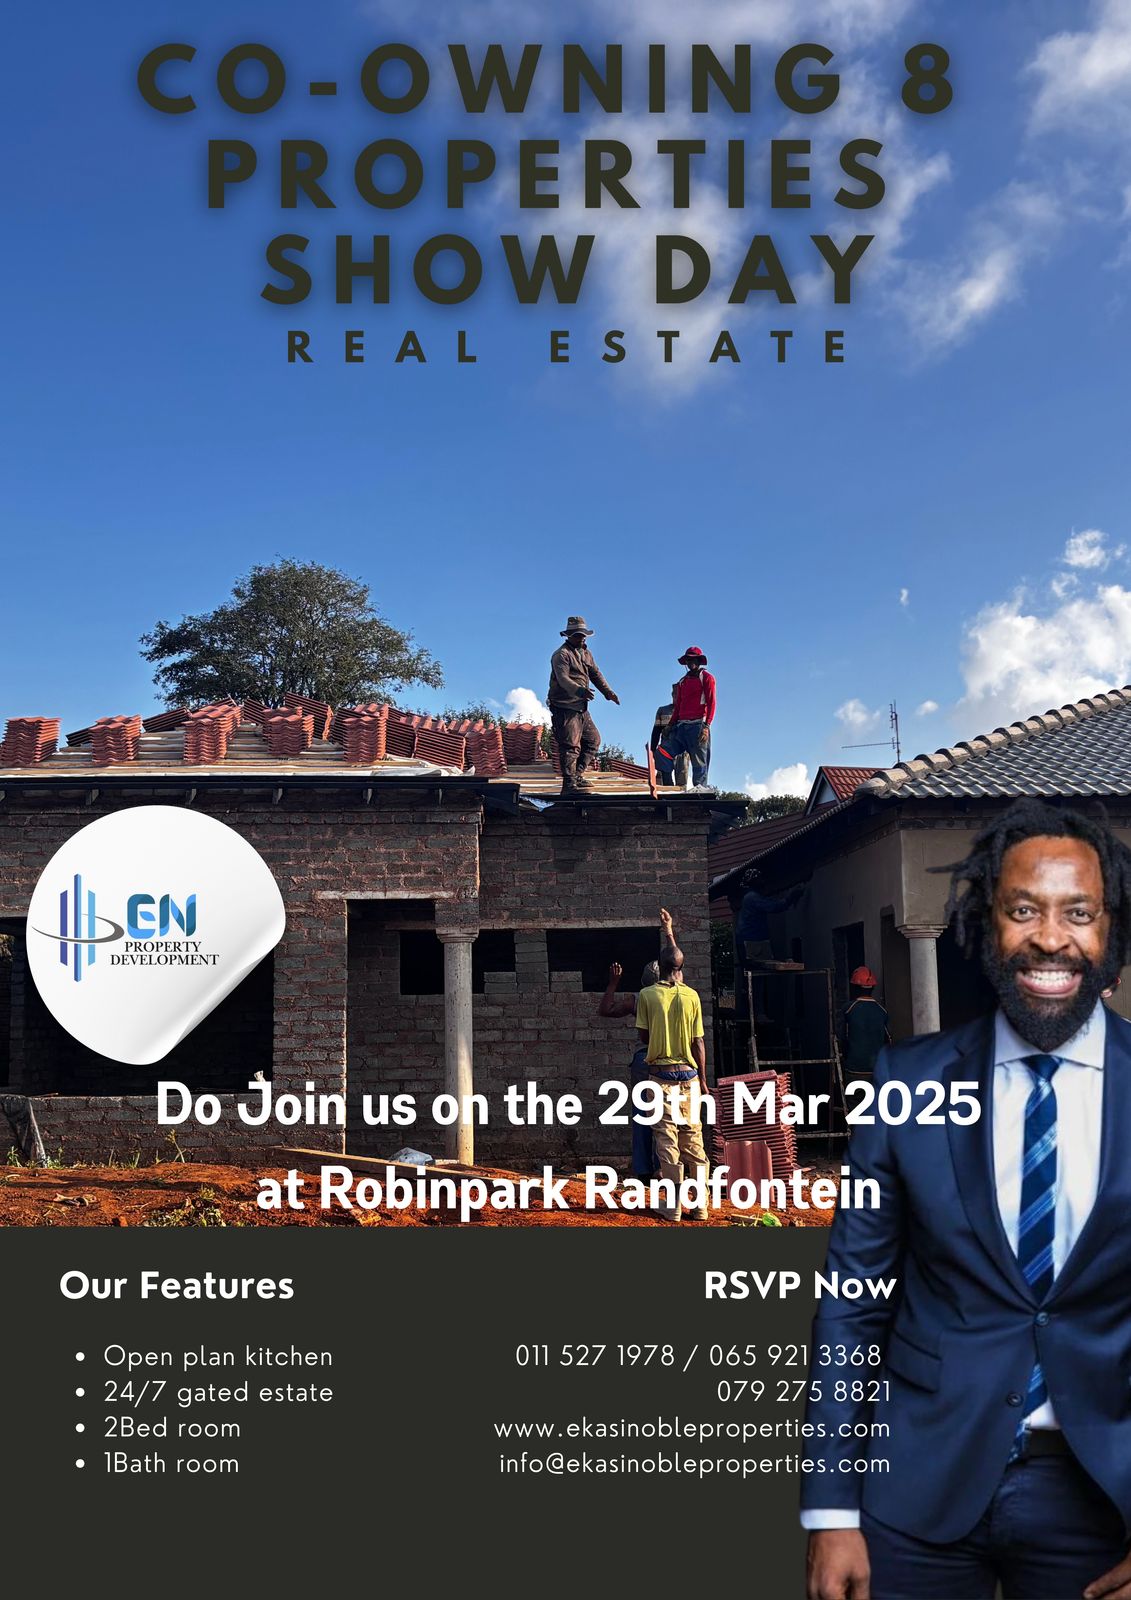 CO-OWNING 8
PROPERTIES
SHOW DAY
REAL ESTATE
EN
PROPERTY
DEVELOPMENT
Do Join us on the 29th Mar 2025
at Robinpark Randfontein
Our Features
• Open plan kitchen
• 24/7 gated estate
• 2Bed room
• 1Bath room
RSVP Now
011 527 1978 / 065 921 3368
079 275 8821
www.ekasinobleproperties.com
info@ekasinobleproperties.com